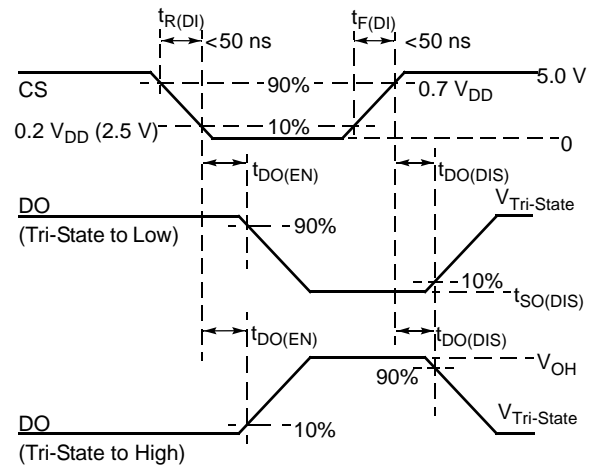 tR(DI) <50 ns tF(DI) <50 ns
CS 90% 0.7 VDD 5.0 V
0.2 VDD (2.5 V) 10% 0
tDO(EN) tDO(DIS)
DO 90% VTri-State
(Tri-State to Low)
10%
tSO(DIS)
tDO(EN) tDO(DIS)
VOH
90%
DO 10% VTri-State
(Tri-State to High)